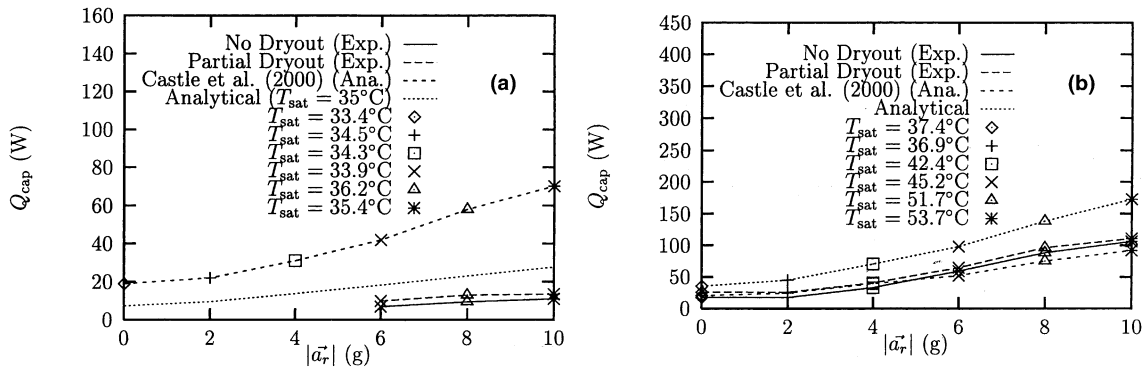 160
140
120
100
80
60
40
20
0
Q_cap (W)
No Dryout (Exp.)
Partial Dryout (Exp.)
Castle et al. (2000) (Ana.)
Analytical (T_sat = 35°C)
T_sat = 33.4°C
T_sat = 34.5°C
T_sat = 34.3°C
T_sat = 33.9°C
T_sat = 36.2°C
T_sat = 35.4°C
(a)
0 2 4 6 8 10
|a⃗_r| (g)
450
400
350
300
250
200
150
100
50
0
Q_cap (W)
No Dryout (Exp.)
Partial Dryout (Exp.)
Castle et al. (2000) (Ana.)
Analytical
T_sat = 37.4°C
T_sat = 36.9°C
T_sat = 42.4°C
T_sat = 45.2°C
T_sat = 51.7°C
T_sat = 53.7°C
(b)
0 2 4 6 8 10
|a⃗_r| (g)